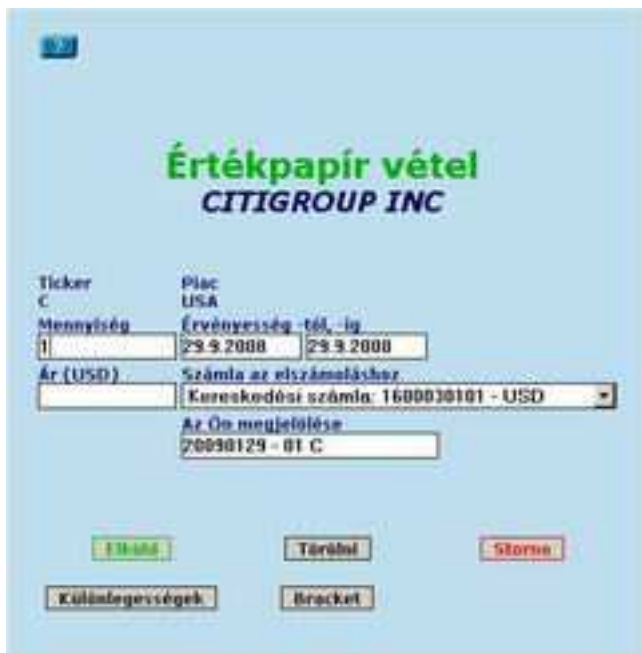 ?
Értékpapír vétel
CITIGROUP INC
Ticker Piac
C USA
Mennyiség Érvényesség -tól, -ig
1 29.9.2008 29.9.2008
Ár (USD) Számla az elszámoláshoz
Kereskedési számla: 1600030101 - USD
Az Ön megjelölése
20090129 - 01 C
Elküld Törölni Storno
Különlegességek Bracket